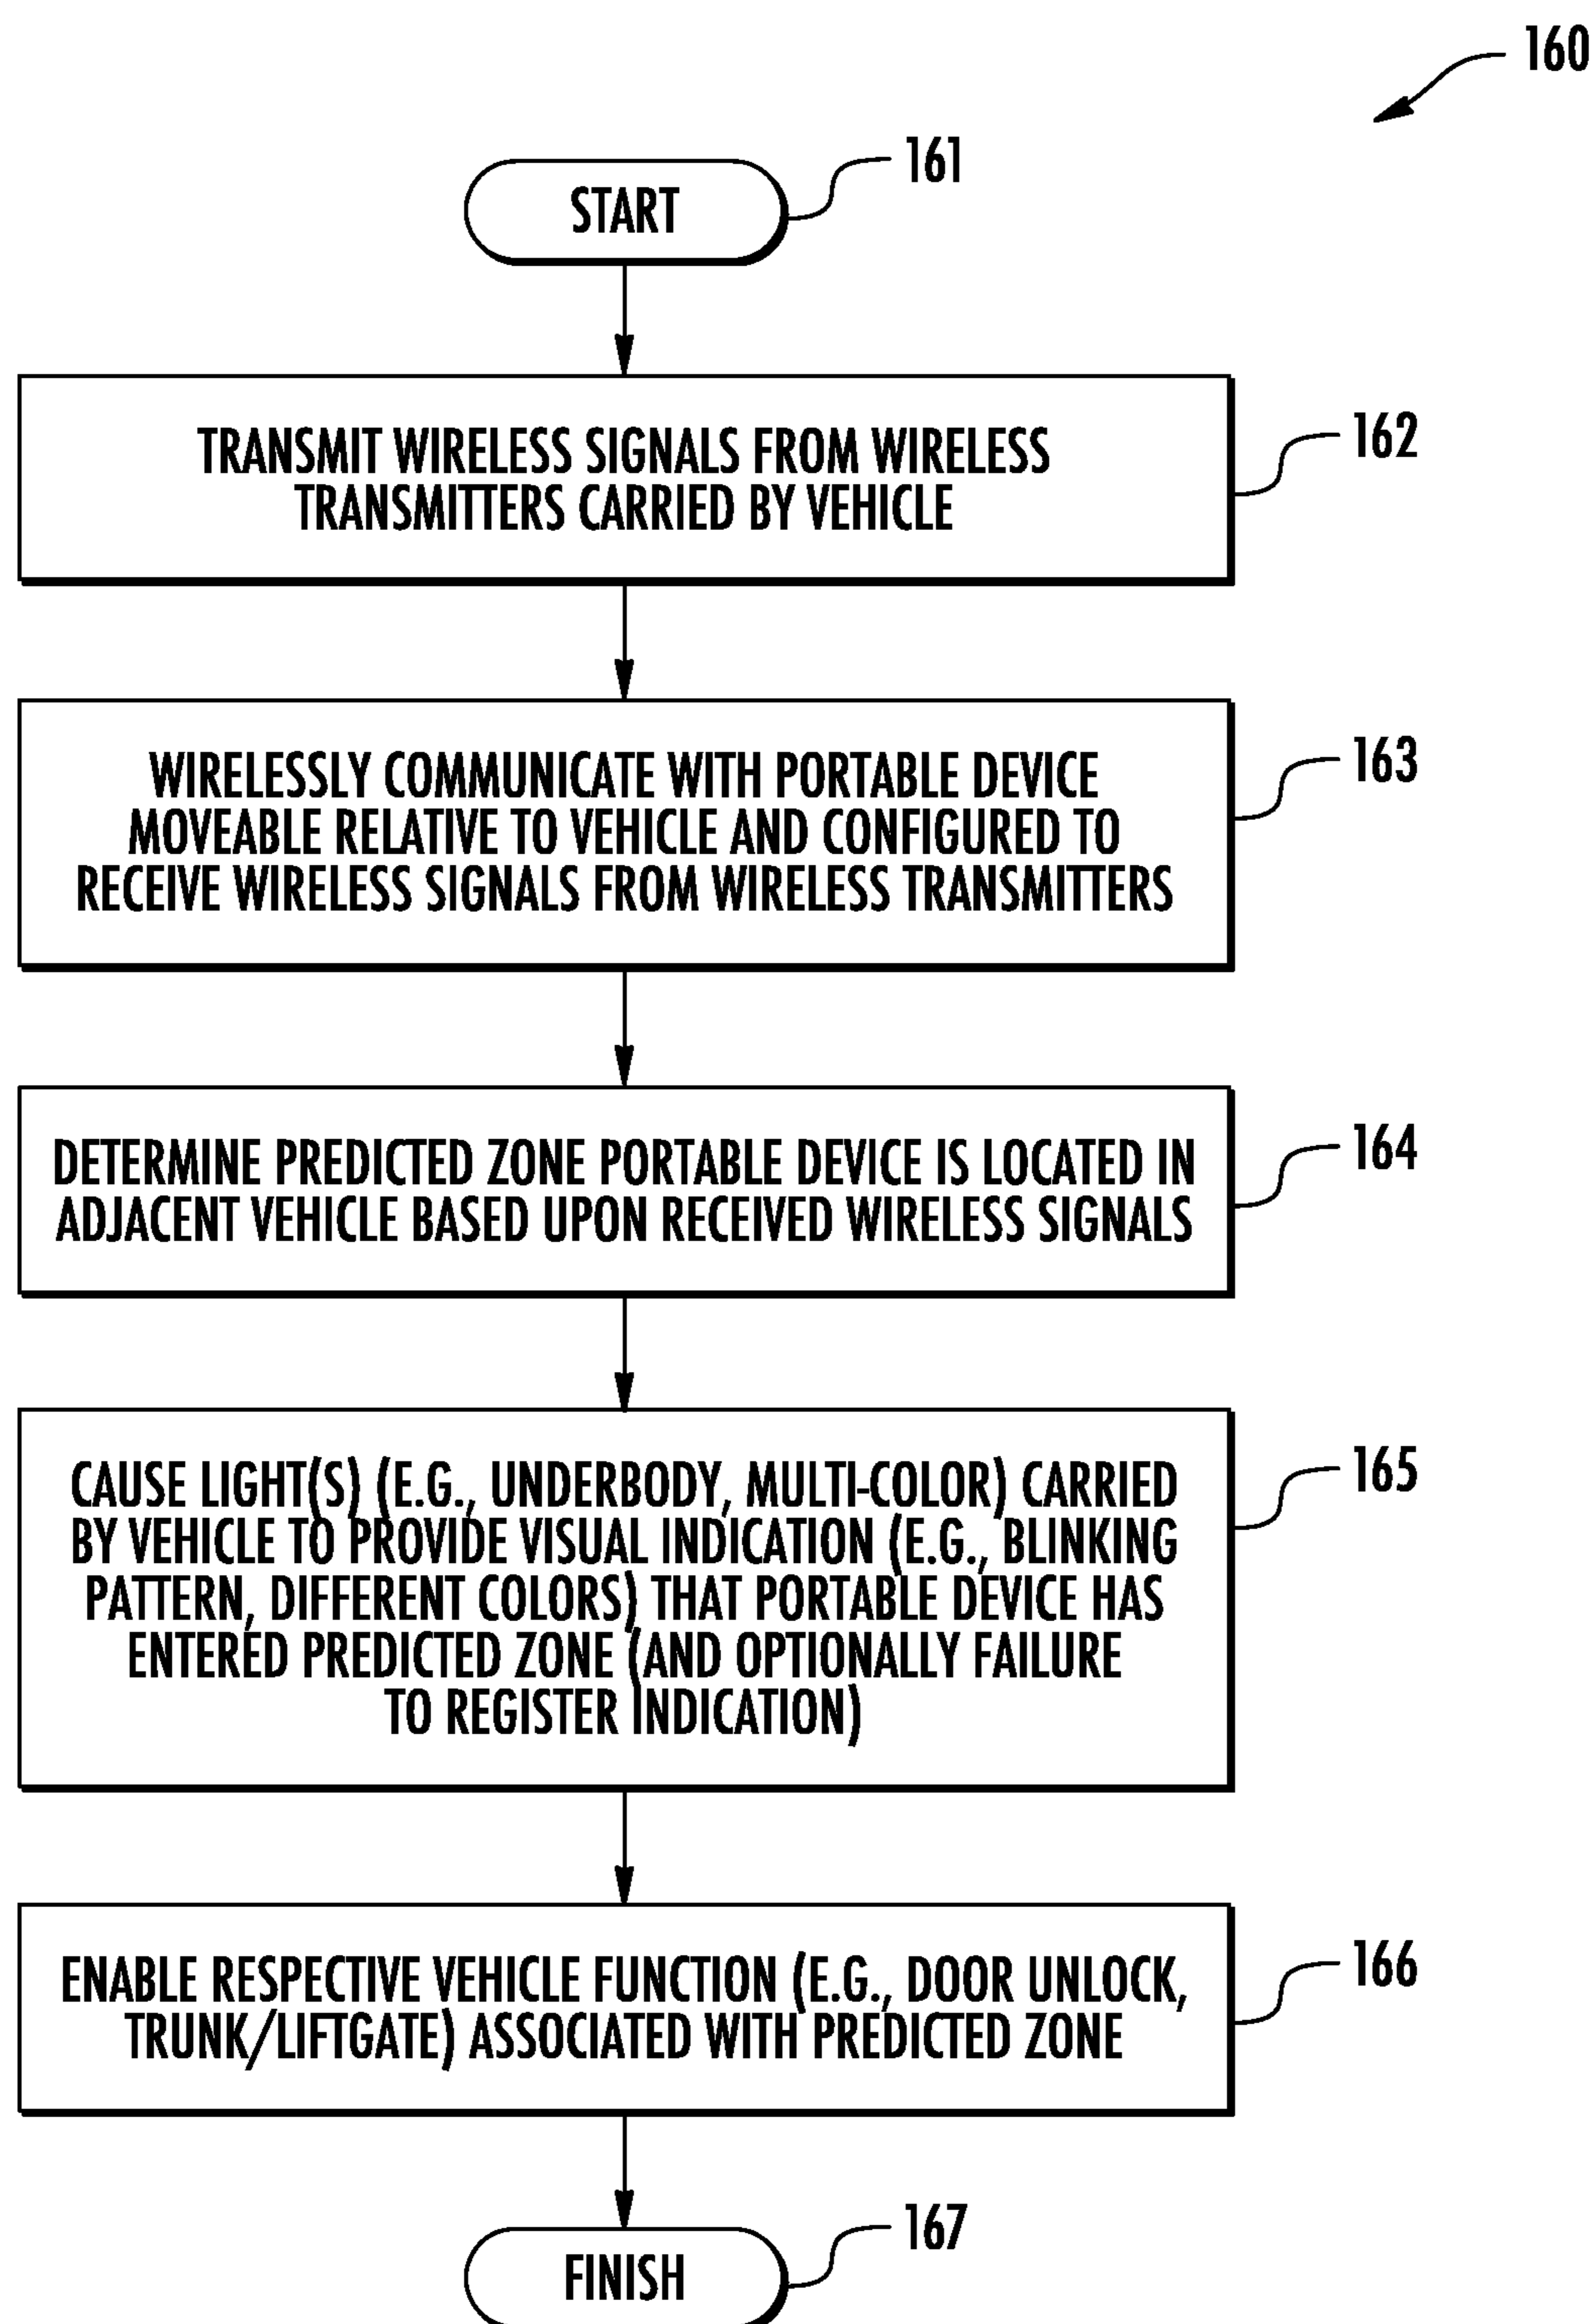 160
161
START
TRANSMIT WIRELESS SIGNALS FROM WIRELESS
TRANSMITTERS CARRIED BY VEHICLE
162
WIRELESSLY COMMUNICATE WITH PORTABLE DEVICE
MOVEABLE RELATIVE TO VEHICLE AND CONFIGURED TO
RECEIVE WIRELESS SIGNALS FROM WIRELESS TRANSMITTERS
163
DETERMINE PREDICTED ZONE PORTABLE DEVICE IS LOCATED IN
ADJACENT VEHICLE BASED UPON RECEIVED WIRELESS SIGNALS
164
CAUSE LIGHT(S) (E.G., UNDERBODY, MULTI-COLOR) CARRIED
BY VEHICLE TO PROVIDE VISUAL INDICATION (E.G., BLINKING
PATTERN, DIFFERENT COLORS) THAT PORTABLE DEVICE HAS
ENTERED PREDICTED ZONE (AND OPTIONALLY FAILURE
TO REGISTER INDICATION)
165
ENABLE RESPECTIVE VEHICLE FUNCTION (E.G., DOOR UNLOCK,
TRUNK/LIFTGATE) ASSOCIATED WITH PREDICTED ZONE
166
167
FINISH